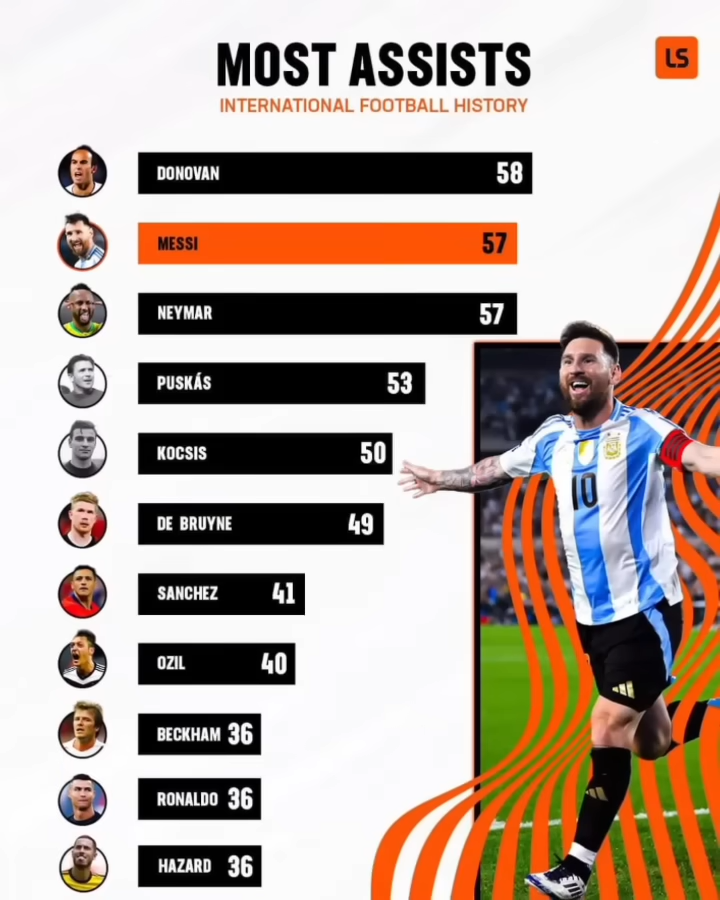 MOST ASSISTS
LS
INTERNATIONAL FOOTBALL HISTORY
DONOVAN 58
MESSI 57
NEYMAR 57
PUSKÁS 53
KOCSIS 50
DE BRUYNE 49
SANCHEZ 41
OZIL 40
BECKHAM 36
RONALDO 36
HAZARD 36
10